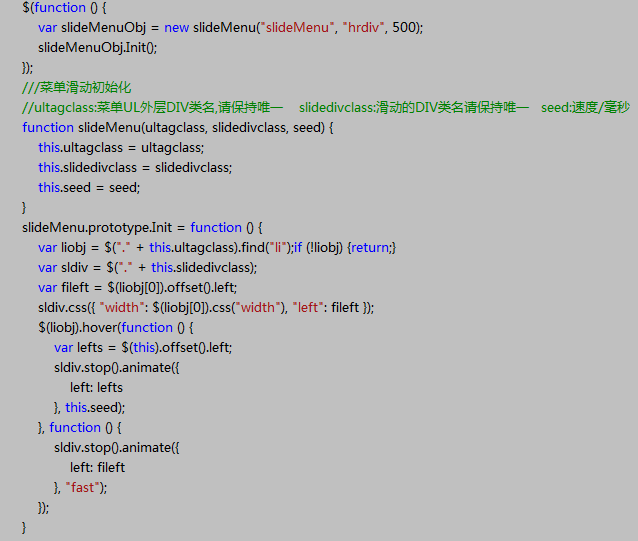 $(function () {
var slideMenuObj = new slideMenu("slideMenu", "hrdiv", 500);
slideMenuObj.Init();
});
///菜单滑动初始化
//ultagclass:菜单UL外层DIV类名,请保持唯一 slidedivclass:滑动的DIV类名请保持唯一 seed:速度/毫秒
function slideMenu(ultagclass, slidedivclass, seed) {
this.ultagclass = ultagclass;
this.slidedivclass = slidedivclass;
this.seed = seed;
}
slideMenu.prototype.Init = function () {
var liobj = $("." + this.ultagclass).find("li");if (!liobj) {return;}
var sldiv = $("." + this.slidedivclass);
var fileft = $(liobj[0]).offset().left;
sldiv.css({ "width": $(liobj[0]).css("width"), "left": fileft });
$(liobj).hover(function () {
var lefts = $(this).offset().left;
sldiv.stop().animate({
left: lefts
}, this.seed);
}, function () {
sldiv.stop().animate({
left: fileft
}, "fast");
});
}